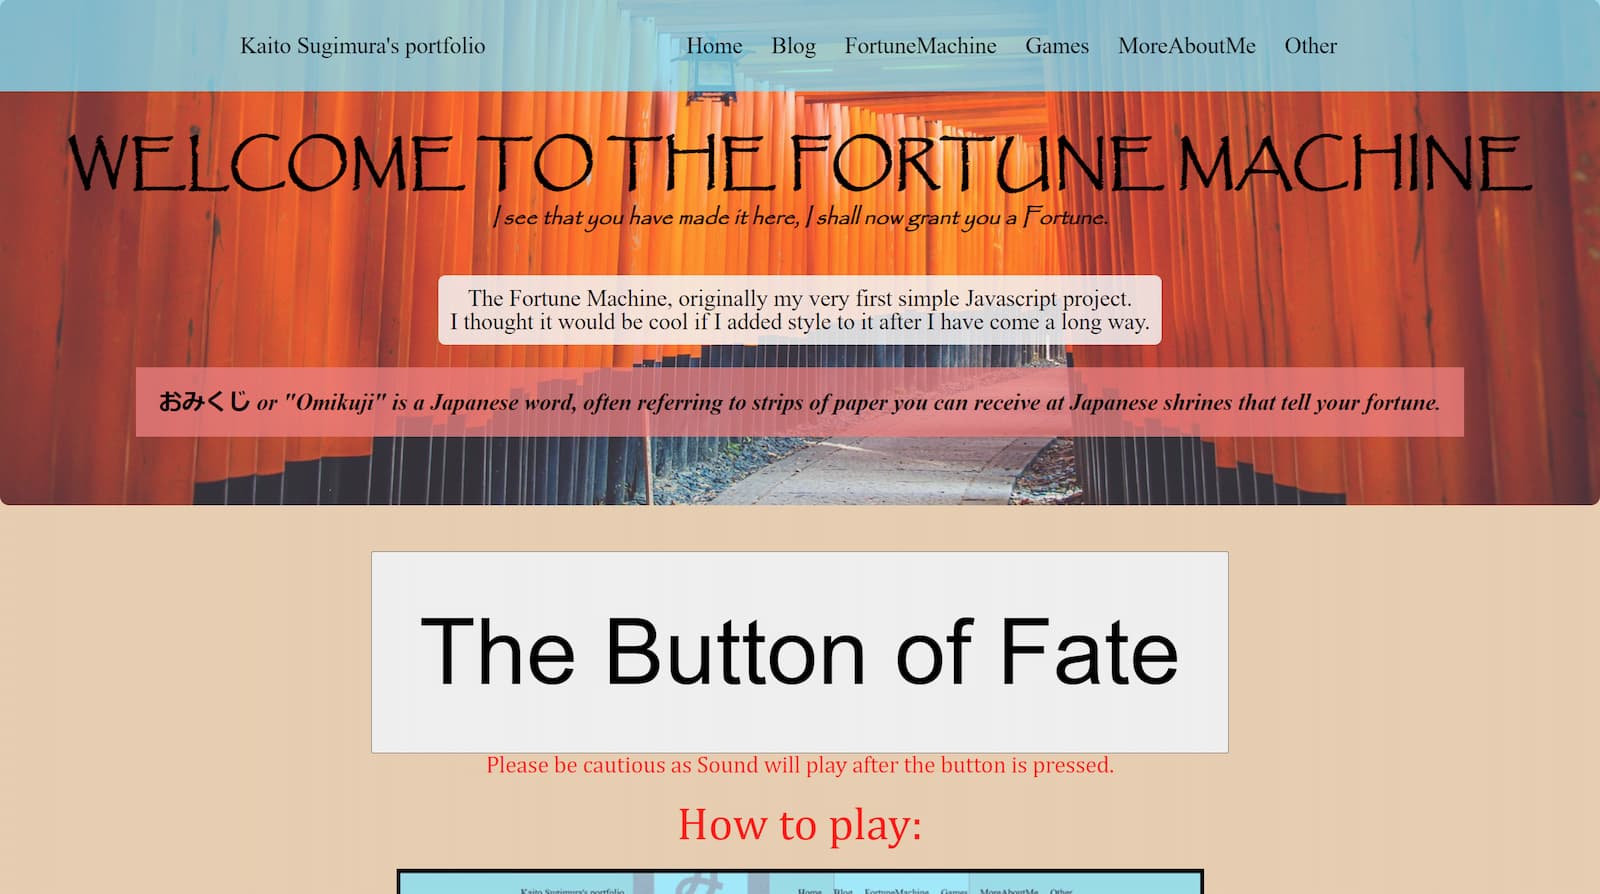 Kaito Sugimura's portfolio
Home Blog FortuneMachine Games MoreAboutMe Other
WELCOME TO THE FORTUNE MACHINE
I see that you have made it here, I shall now grant you a Fortune.
The Fortune Machine, originally my very first simple Javascript project.
I thought it would be cool if I added style to it after I have come a long way.
おみくじ or "Omikuji" is a Japanese word, often referring to strips of paper you can receive at Japanese shrines that tell your fortune.
The Button of Fate
Please be cautious as Sound will play after the button is pressed.
How to play:
Kaito Sugimura's portfolio
Home Blog FortuneMachine Games MoreAboutMe Other
み